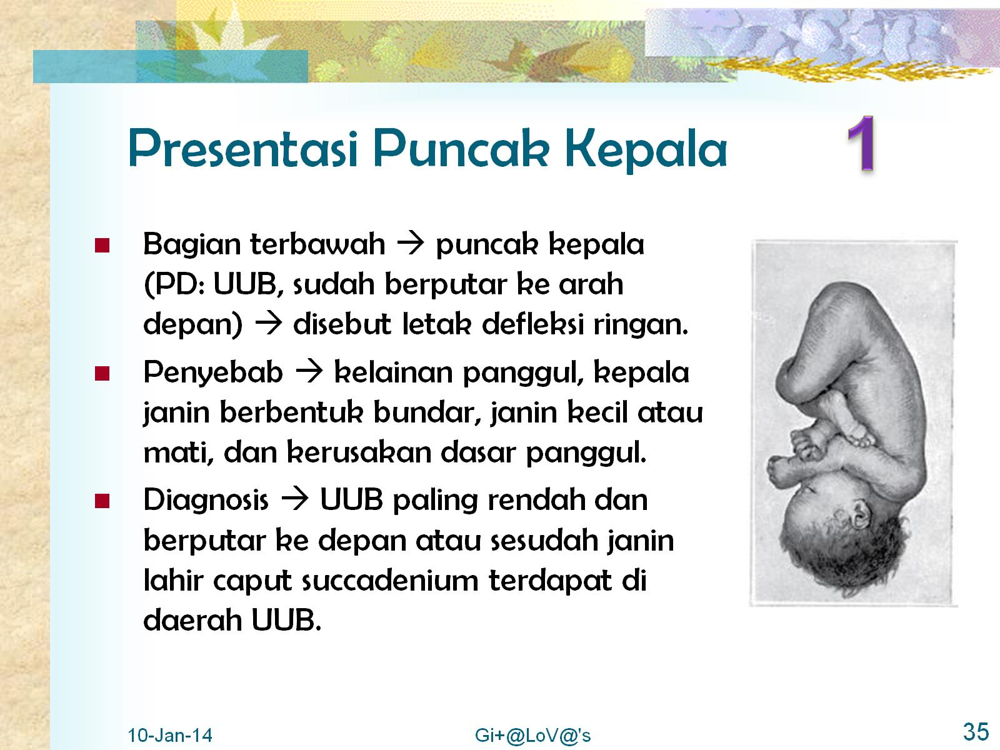 Presentasi Puncak Kepala
1
Bagian terbawah → puncak kepala
(PD: UUB, sudah berputar ke arah
depan) → disebut letak defleksi ringan.
Penyebab → kelainan panggul, kepala
janin berbentuk bundar, janin kecil atau
mati, dan kerusakan dasar panggul.
Diagnosis → UUB paling rendah dan
berputar ke depan atau sesudah janin
lahir caput succadenium terdapat di
daerah UUB.
10-Jan-14
Gi+@LoV@'s
35